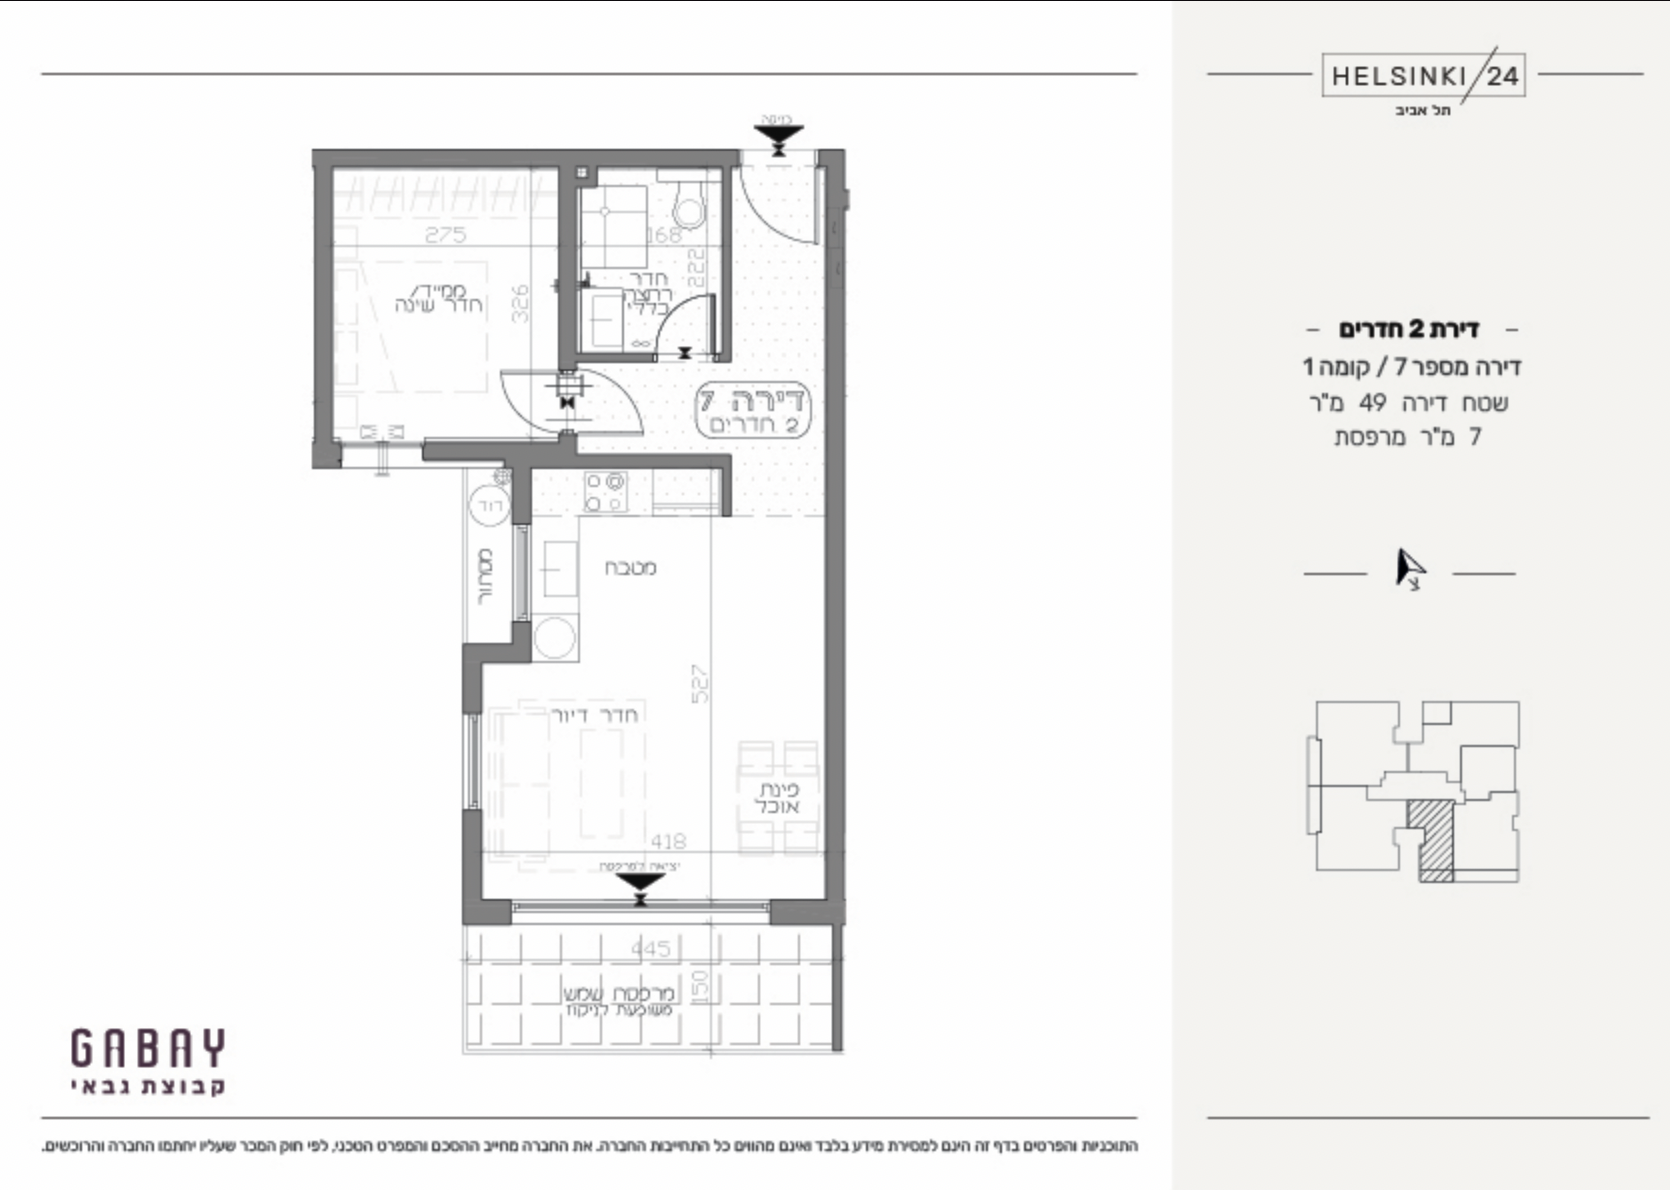 HELSINKI/24
תל אביב
דירת 2 חדרים
דירה מספר 7 / קומה 1
שטח דירה 49 מ"ר
7 מ"ר מרפסת
כניסה
275
326
ממ"ד/
חדר שינה
168
222
חדר
רחצה
כללי
דירה 7
2 חדרים
דוד
מסתור
מטבח
527
חדר דיור
פינת
אוכל
418
יציאה למרפסת
445
150
מרפסת שמש
משופעת לניקוז
GABAY
קבוצת גבאי
התוכניות והפרטים בדף זה הינם למסירת מידע בלבד ואינם מהווים כל התחייבות החברה. את החברה מחייב ההסכם והמפרט הטכני, לפי חוק המכר שעליו יחתמו החברה והרוכשים.